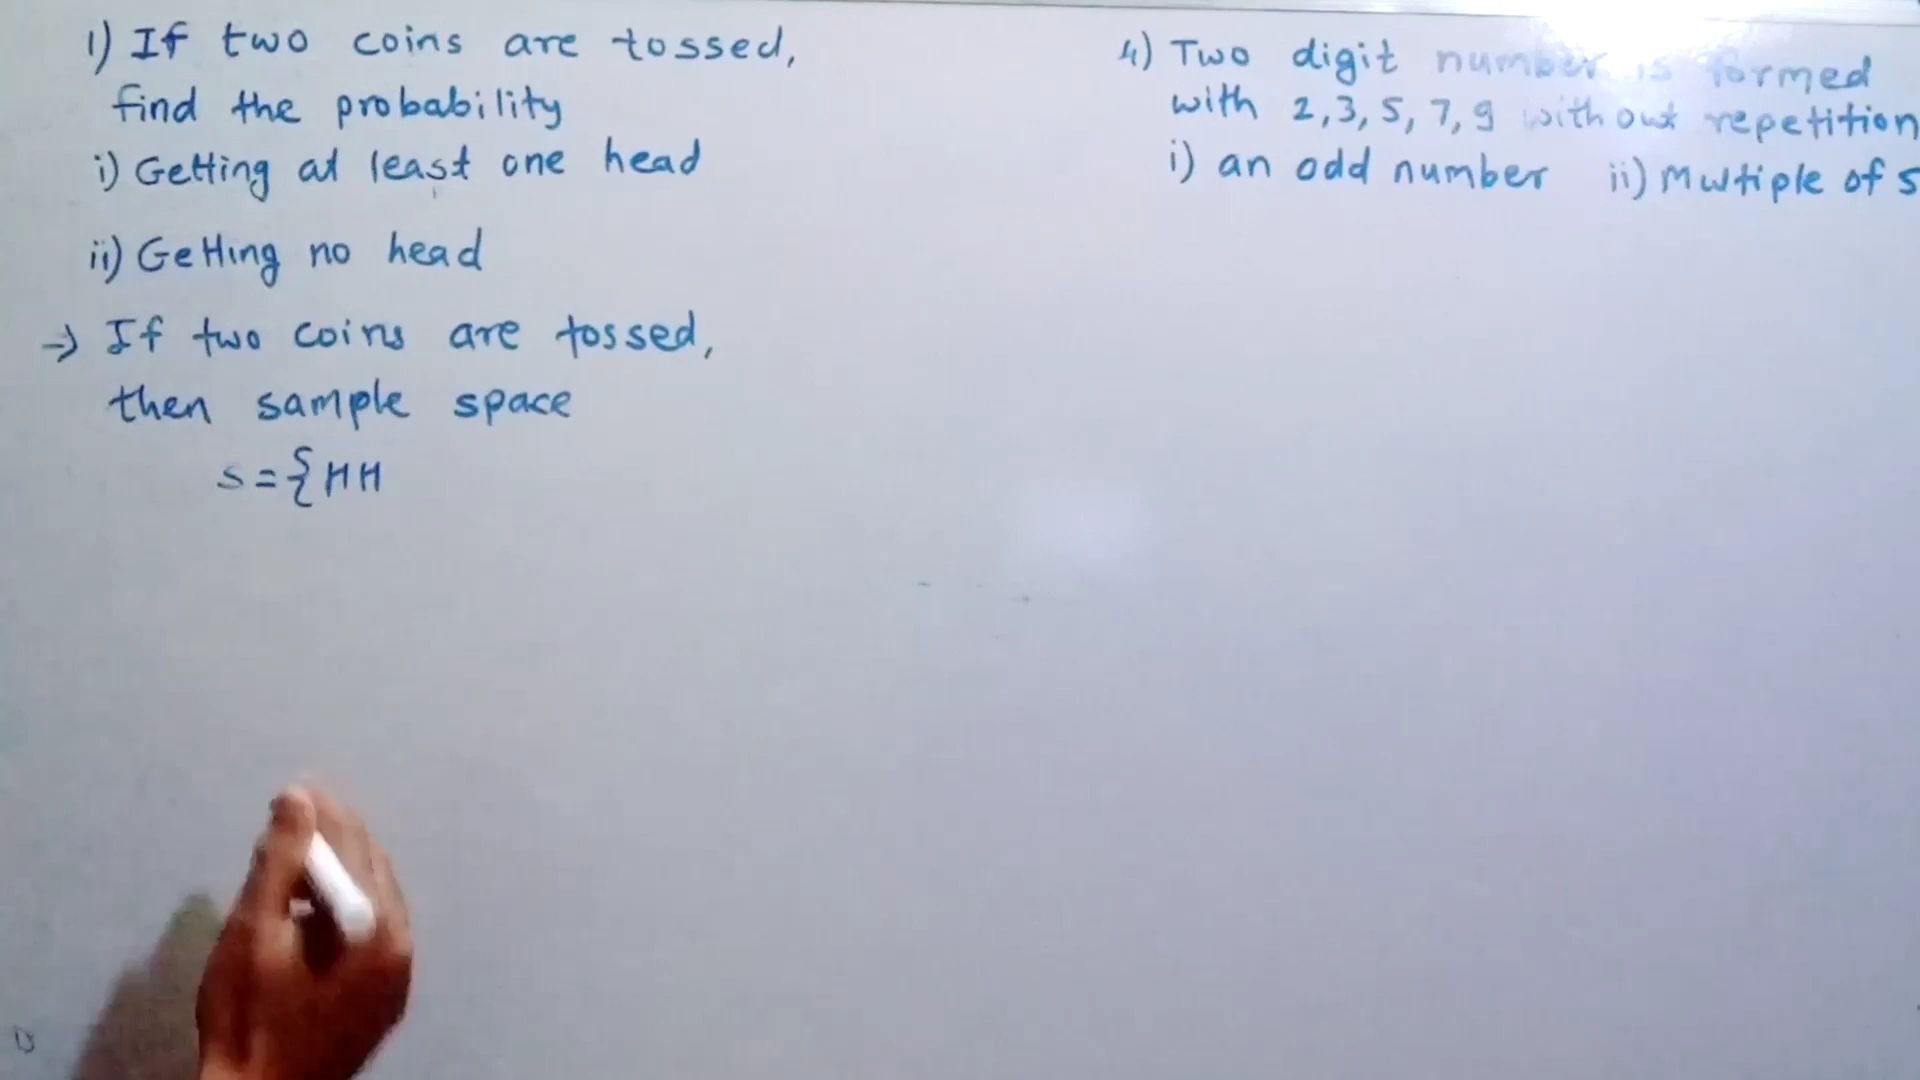 1) If two coins are tossed,
find the probability
i) Getting at least one head
ii) Getting no head
→ If two coins are tossed,
then sample space
S = { HH
4) Two digit number is formed
with 2, 3, 5, 7, 9 without repetition
i) an odd number ii) Multiple of 5